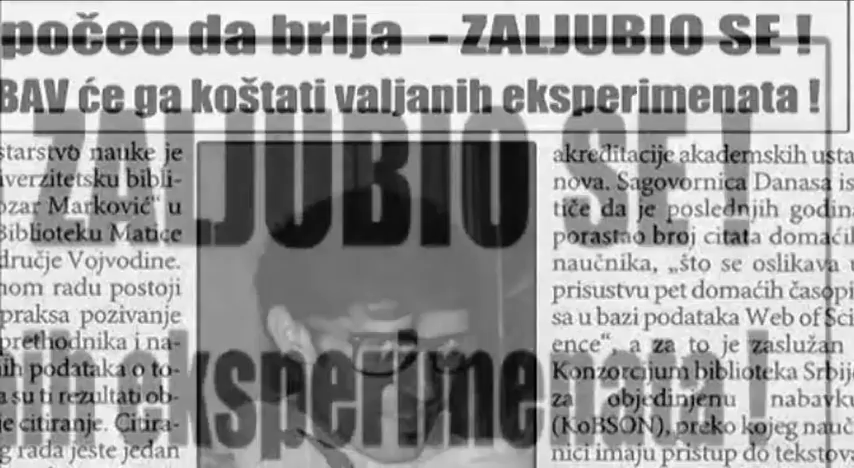 počeo da brlja - ZALJUBIO SE !
BAV će ga koštati valjanih eksperimenata !
ZALJUBIO SE !
starstvo nauke je
iverzitetsku bibli-
ozar Marković" u
Biblioteku Matice
dručje Vojvodine.
nom radu postoji
praksa pozivanje
prethodnika i na-
ih podataka o to-
a su ti rezultati ob-
je citiranje. Citira-
g rada jeste jedan
akreditacije akademskih usta-
nova. Sagovornica Danasa is-
tiče da je poslednjih godina
porastao broj citata domaćih
naučnika, „što se oslikava u
prisustvu pet domaćih časopi-
sa u bazi podataka Web of Sci-
ence“, a za to je zaslužan
Konzorcijum biblioteka Srbije
za objedinjenu nabavku
(KoBSON), preko kojeg nauč-
nici imaju pristup do tekstova
nih eksperimenata !